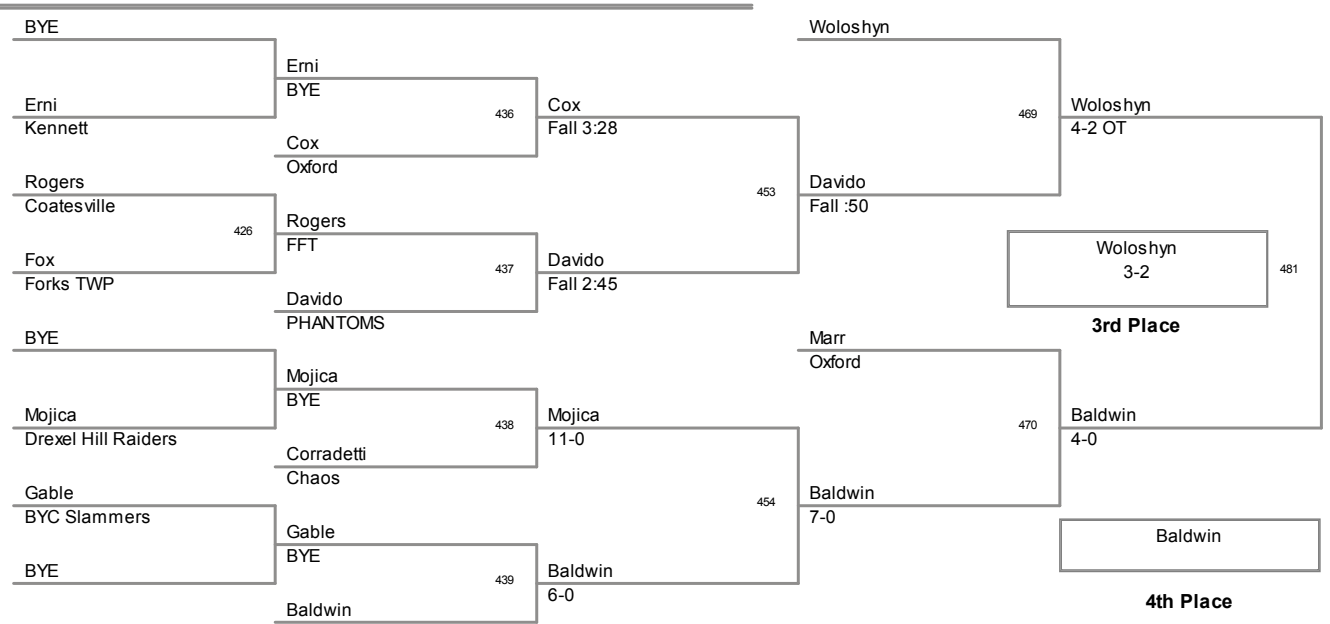 BYE
Erni
Kennett
Rogers
Coatesville
426
Fox
Forks TWP
BYE
Mojica
Drexel Hill Raiders
Gable
BYC Slammers
BYE
Erni
BYE
436
Cox
Oxford
Rogers
FFT
437
Davido
PHANTOMS
Mojica
BYE
438
Corradetti
Chaos
Gable
BYE
439
Baldwin
Cox
Fall 3:28
453
Davido
Fall 2:45
Mojica
11-0
454
Baldwin
6-0
Woloshyn
469
Davido
Fall :50
Marr
Oxford
470
Baldwin
7-0
Woloshyn
4-2 OT
Woloshyn
3-2
481
3rd Place
Baldwin
4-0
Baldwin
4th Place